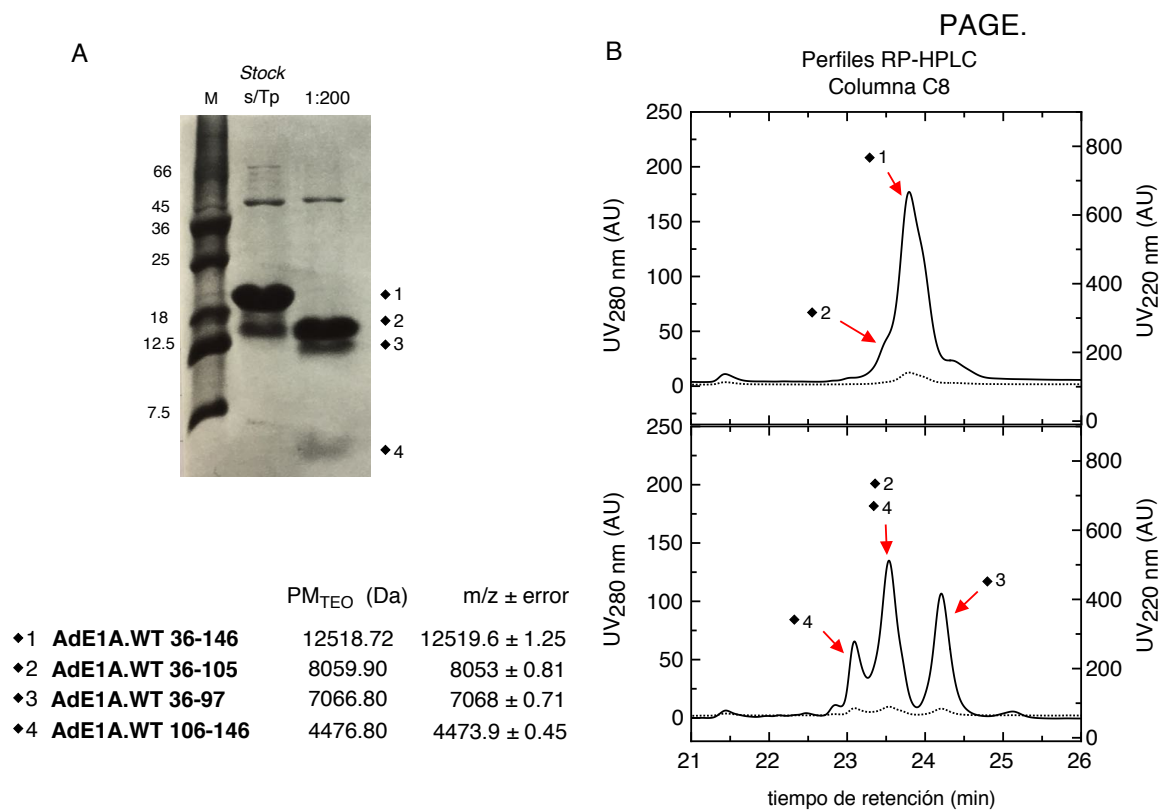 PAGE.
A
Stock
M s/Tp 1:200
66
45
36
25
18
12.5
7.5
◆1
◆2
◆3
◆4
PM_TEO (Da) m/z ± error
◆1 AdE1A.WT 36-146 12518.72 12519.6 ± 1.25
◆2 AdE1A.WT 36-105 8059.90 8053 ± 0.81
◆3 AdE1A.WT 36-97 7066.80 7068 ± 0.71
◆4 AdE1A.WT 106-146 4476.80 4473.9 ± 0.45
B
Perfiles RP-HPLC
Columna C8
250
200
150
100
50
0
UV280 nm (AU)
◆1
◆2
800
600
400
200
0
UV220 nm (AU)
250
200
150
100
50
0
UV280 nm (AU)
◆2
◆4
◆3
◆4
800
600
400
200
0
UV220 nm (AU)
21 22 23 24 25 26
tiempo de retención (min)